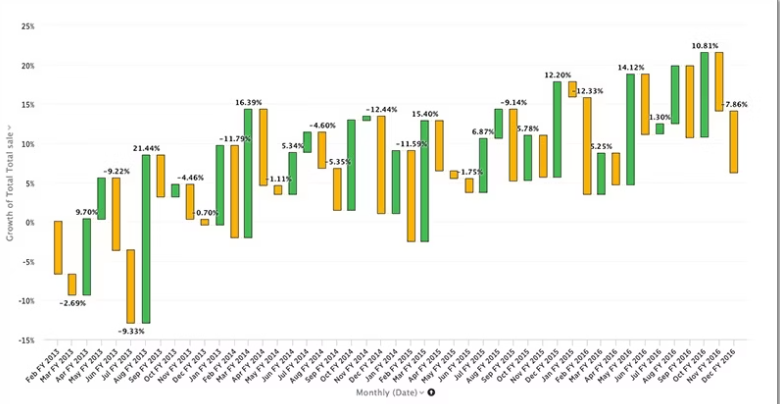 Growth of Total Total sale
25%
20%
15%
10%
5%
0%
-5%
-10%
-15%
-2.69%
9.70%
-9.22%
-9.33%
21.44%
-4.46%
-0.70%
-11.79%
16.39%
-1.11%
5.34%
-4.60%
-5.35%
-12.44%
-11.59%
15.40%
-1.75%
6.87%
-9.14%
5.78%
12.20%
-12.33%
5.25%
14.12%
1.30%
10.81%
-7.86%
Feb FY 2013
Mar FY 2013
Apr FY 2013
May FY 2013
Jun FY 2013
Jul FY 2013
Aug FY 2013
Sep FY 2013
Oct FY 2013
Nov FY 2013
Dec FY 2013
Jan FY 2013
Feb FY 2014
Mar FY 2014
Apr FY 2014
May FY 2014
Jun FY 2014
Jul FY 2014
Aug FY 2014
Sep FY 2014
Oct FY 2014
Nov FY 2014
Dec FY 2014
Jan FY 2014
Feb FY 2015
Mar FY 2015
Apr FY 2015
May FY 2015
Jun FY 2015
Jul FY 2015
Aug FY 2015
Sep FY 2015
Oct FY 2015
Nov FY 2015
Dec FY 2015
Jan FY 2015
Feb FY 2016
Mar FY 2016
Apr FY 2016
May FY 2016
Jun FY 2016
Jul FY 2016
Aug FY 2016
Sep FY 2016
Oct FY 2016
Nov FY 2016
Dec FY 2016
Monthly (Date)